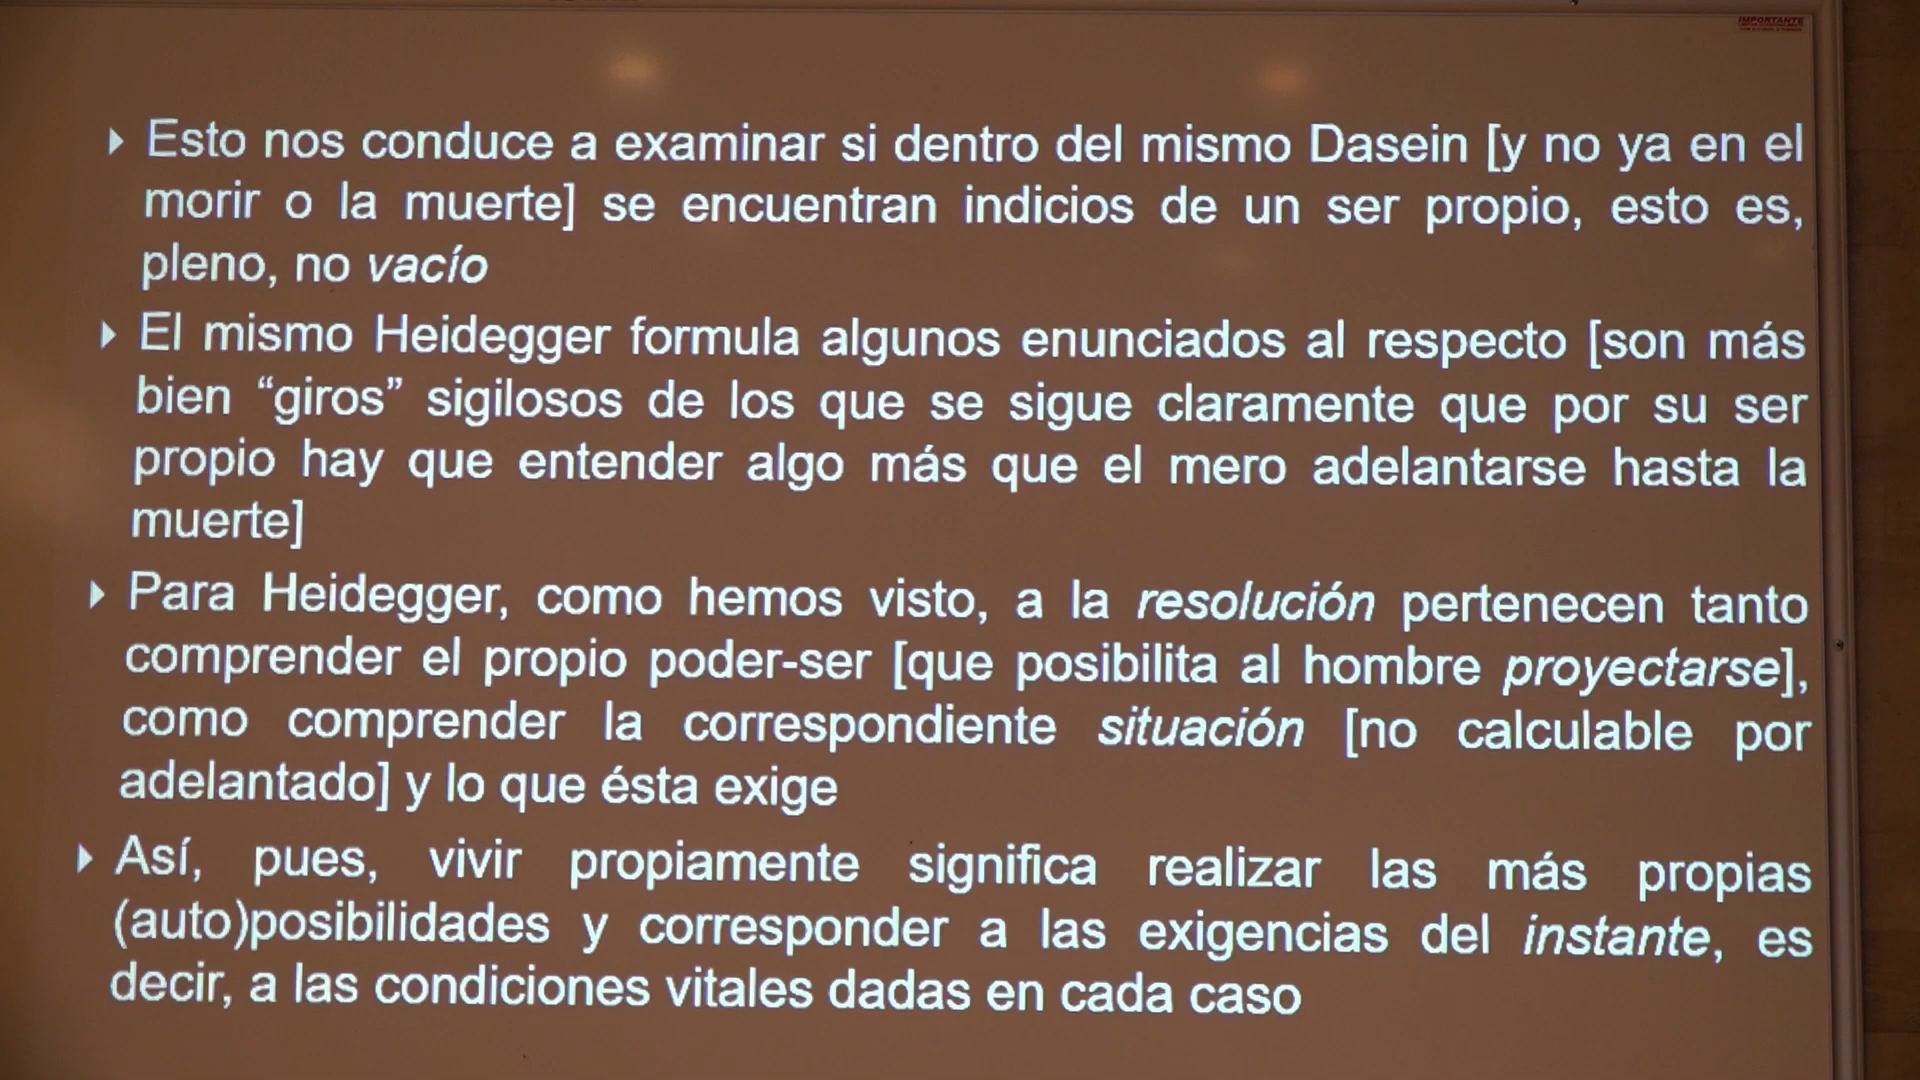 IMPORTANTE
Esto nos conduce a examinar si dentro del mismo Dasein [y no ya en el
morir o la muerte] se encuentran indicios de un ser propio, esto es,
pleno, no vacío
El mismo Heidegger formula algunos enunciados al respecto [son más
bien “giros” sigilosos de los que se sigue claramente que por su ser
propio hay que entender algo más que el mero adelantarse hasta la
muerte]
Para Heidegger, como hemos visto, a la resolución pertenecen tanto
comprender el propio poder-ser [que posibilita al hombre proyectarse],
como comprender la correspondiente situación [no calculable por
adelantado] y lo que ésta exige
Así, pues, vivir propiamente significa realizar las más propias
(auto)posibilidades y corresponder a las exigencias del instante, es
decir, a las condiciones vitales dadas en cada caso